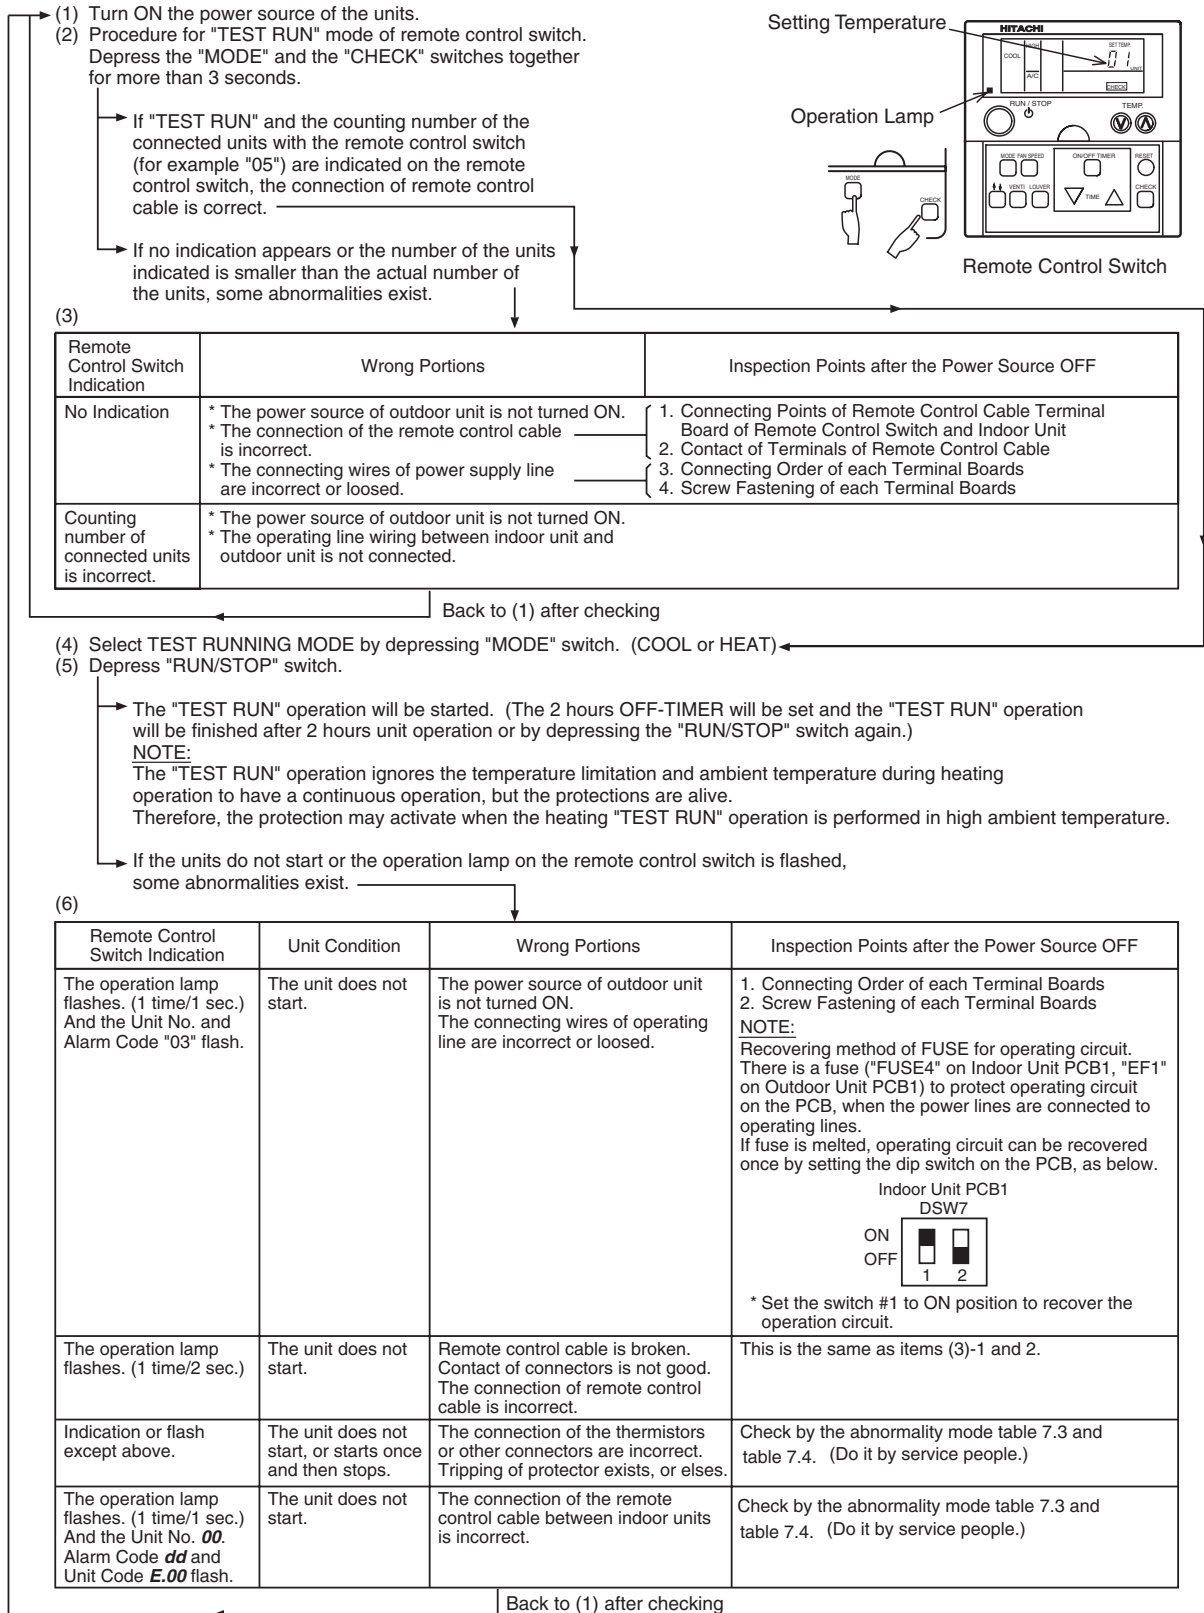 (1) Turn ON the power source of the units.
(2) Procedure for "TEST RUN" mode of remote control switch.
Depress the "MODE" and the "CHECK" switches together
for more than 3 seconds.
If "TEST RUN" and the counting number of the
connected units with the remote control switch
(for example "05") are indicated on the remote
control switch, the connection of remote control
cable is correct.
If no indication appears or the number of the units
indicated is smaller than the actual number of
the units, some abnormalities exist.
Setting Temperature
Operation Lamp
HITACHI
COOL
A/C
SET TEMP
01
UNIT
CHECK
RUN / STOP
TEMP.
MODE FAN SPEED
ON/OFF TIMER
RESET
VENTI LOUVER
TIME
CHECK
MODE
CHECK
Remote Control Switch
(3)
Remote
Control Switch
Indication
Wrong Portions
Inspection Points after the Power Source OFF
No Indication
* The power source of outdoor unit is not turned ON.
* The connection of the remote control cable
is incorrect.
* The connecting wires of power supply line
are incorrect or loosed.
1. Connecting Points of Remote Control Cable Terminal
Board of Remote Control Switch and Indoor Unit
2. Contact of Terminals of Remote Control Cable
3. Connecting Order of each Terminal Boards
4. Screw Fastening of each Terminal Boards
Counting
number of
connected units
is incorrect.
* The power source of outdoor unit is not turned ON.
* The operating line wiring between indoor unit and
outdoor unit is not connected.
Back to (1) after checking
(4) Select TEST RUNNING MODE by depressing "MODE" switch. (COOL or HEAT)
(5) Depress "RUN/STOP" switch.
The "TEST RUN" operation will be started. (The 2 hours OFF-TIMER will be set and the "TEST RUN" operation
will be finished after 2 hours unit operation or by depressing the "RUN/STOP" switch again.)
NOTE:
The "TEST RUN" operation ignores the temperature limitation and ambient temperature during heating
operation to have a continuous operation, but the protections are alive.
Therefore, the protection may activate when the heating "TEST RUN" operation is performed in high ambient temperature.
If the units do not start or the operation lamp on the remote control switch is flashed,
some abnormalities exist.
(6)
Remote Control
Switch Indication
Unit Condition
Wrong Portions
Inspection Points after the Power Source OFF
The operation lamp
flashes. (1 time/1 sec.)
And the Unit No. and
Alarm Code "03" flash.
The unit does not
start.
The power source of outdoor unit
is not turned ON.
The connecting wires of operating
line are incorrect or loosed.
1. Connecting Order of each Terminal Boards
2. Screw Fastening of each Terminal Boards
NOTE:
Recovering method of FUSE for operating circuit.
There is a fuse ("FUSE4" on Indoor Unit PCB1, "EF1"
on Outdoor Unit PCB1) to protect operating circuit
on the PCB, when the power lines are connected to
operating lines.
If fuse is melted, operating circuit can be recovered
once by setting the dip switch on the PCB, as below.
Indoor Unit PCB1
DSW7
ON
OFF
1 2
* Set the switch #1 to ON position to recover the
operation circuit.
The operation lamp
flashes. (1 time/2 sec.)
The unit does not
start.
Remote control cable is broken.
Contact of connectors is not good.
The connection of remote control
cable is incorrect.
This is the same as items (3)-1 and 2.
Indication or flash
except above.
The unit does not
start, or starts once
and then stops.
The connection of the thermistors
or other connectors are incorrect.
Tripping of protector exists, or elses.
Check by the abnormality mode table 7.3 and
table 7.4. (Do it by service people.)
The operation lamp
flashes. (1 time/1 sec.)
And the Unit No. 00.
Alarm Code dd and
Unit Code E.00 flash.
The unit does not
start.
The connection of the remote
control cable between indoor units
is incorrect.
Check by the abnormality mode table 7.3 and
table 7.4. (Do it by service people.)
Back to (1) after checking